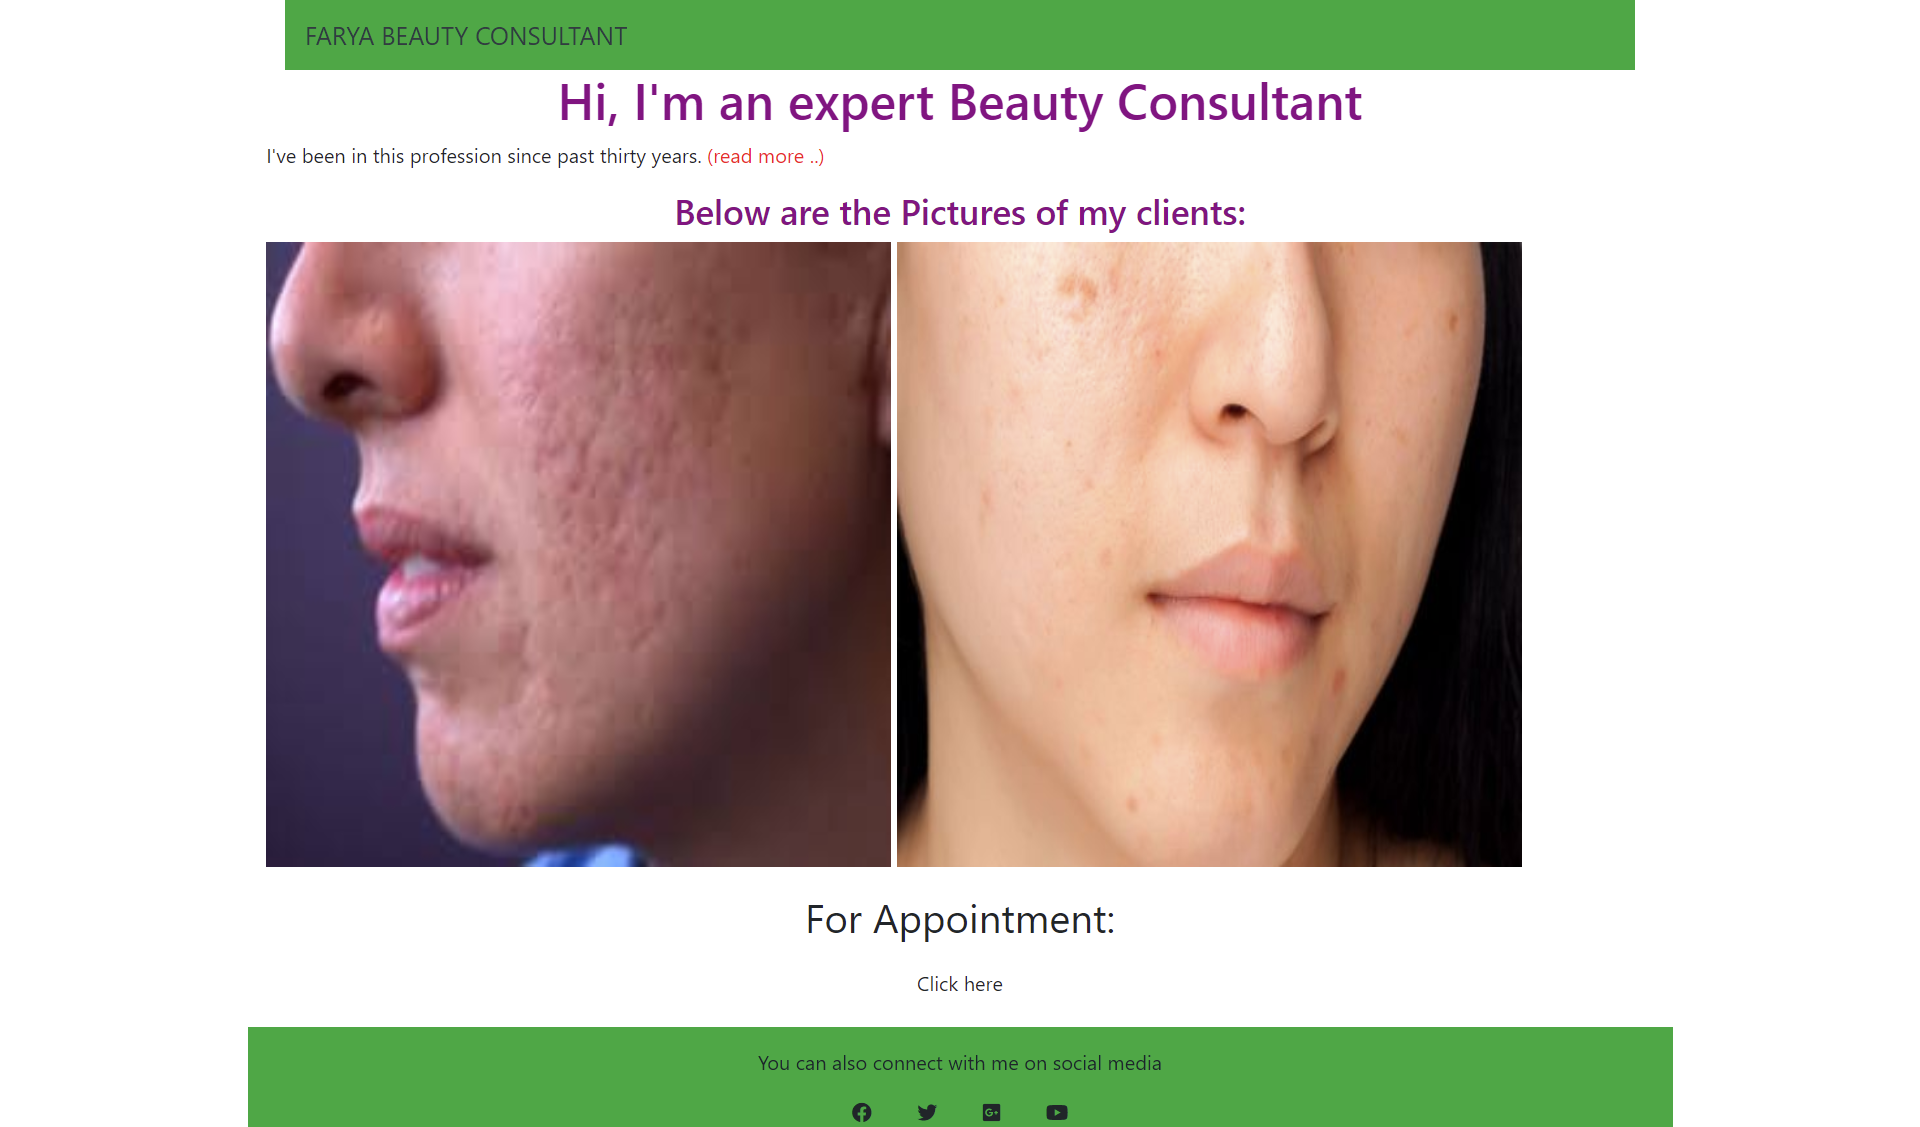 FARYA BEAUTY CONSULTANT
Hi, I'm an expert Beauty Consultant
I've been in this profession since past thirty years. (read more ..)
Below are the Pictures of my clients:
For Appointment:
Click here
You can also connect with me on social media